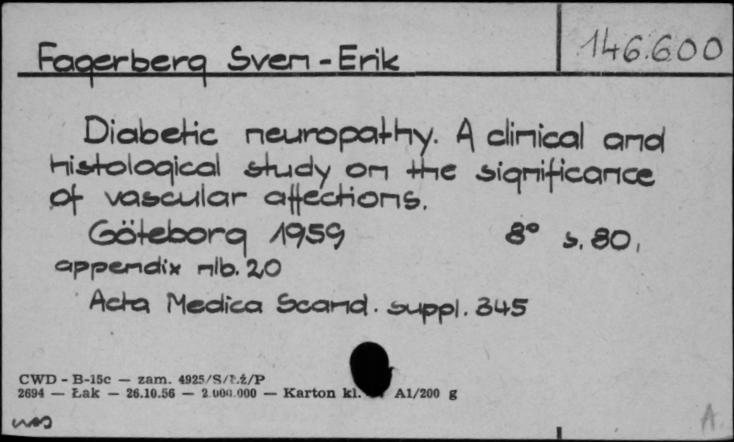 Fagerberg Sven-Erik
146.600
Diabetic neuropathy. A clinical and
histological study on the significance
of vascular affections.
Göteborg 1959 8° s. 80,
appendix nlb. 20
Acta Medica Scand. suppl. 345
CWD - B-15c — zam. 4925/S/Łż/P
2694 — Łak — 26.10.56 — 2.000.000 — Karton kl. A1/200 g
A.